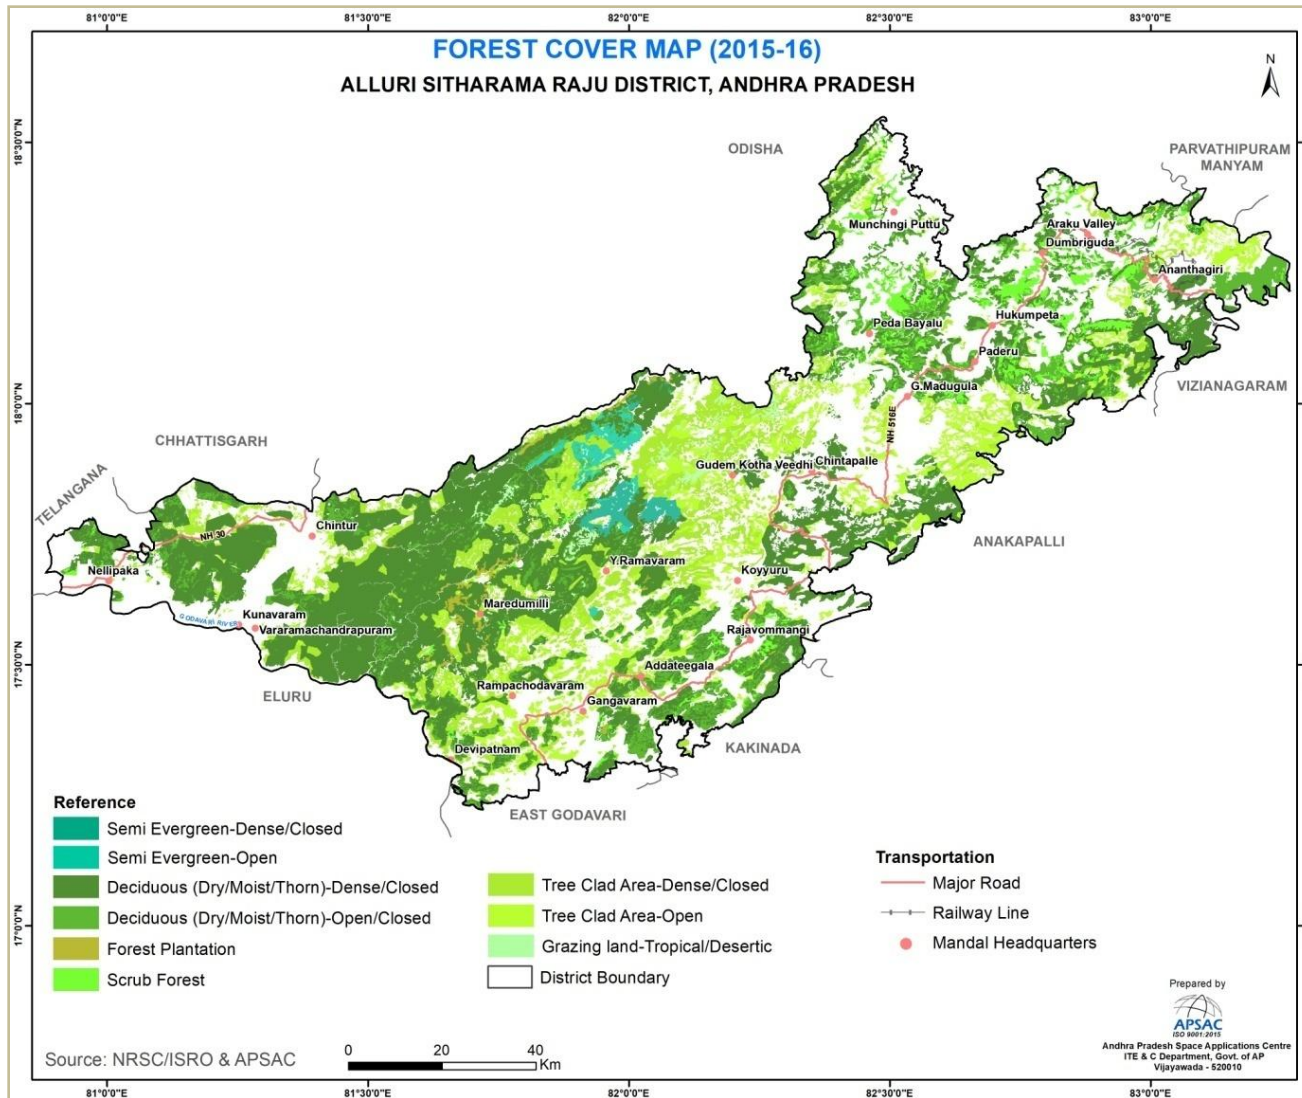 81°0'0"E
81°30'0"E
82°0'0"E
82°30'0"E
83°0'0"E
FOREST COVER MAP (2015-16)
ALLURI SITHARAMA RAJU DISTRICT, ANDHRA PRADESH
N
18°30'0"N
18°0'0"N
17°30'0"N
17°0'0"N
ODISHA
PARVATHIPURAM
MANYAM
Munchingi Puttu
Araku Valley
Dumbriguda
Ananthagiri
Peda Bayalu
Hukumpeta
Paderu
G.Madugula
VIZIANAGARAM
NH 516E
CHHATTISGARH
TELANGANA
Gudem Kotha Veedhi
Chintapalle
ANAKAPALLI
NH 30
Chintur
Nellipaka
Y.Ramavaram
Koyyuru
Maredumilli
GODAVARI RIVER
Kunavaram
Vararamachandrapuram
Rajavommangi
ELURU
Addateegala
Rampachodavaram
Gangavaram
Devipatnam
KAKINADA
EAST GODAVARI
Reference
Semi Evergreen-Dense/Closed
Semi Evergreen-Open
Deciduous (Dry/Moist/Thorn)-Dense/Closed
Deciduous (Dry/Moist/Thorn)-Open/Closed
Forest Plantation
Scrub Forest
Tree Clad Area-Dense/Closed
Tree Clad Area-Open
Grazing land-Tropical/Desertic
District Boundary
Transportation
Major Road
Railway Line
Mandal Headquarters
Source: NRSC/ISRO & APSAC
0 20 40
Km
Prepared by
APSAC
ISO 9001:2015
Andhra Pradesh Space Applications Centre
ITE & C Department, Govt. of AP
Vijayawada - 520010
81°0'0"E
81°30'0"E
82°0'0"E
82°30'0"E
83°0'0"E